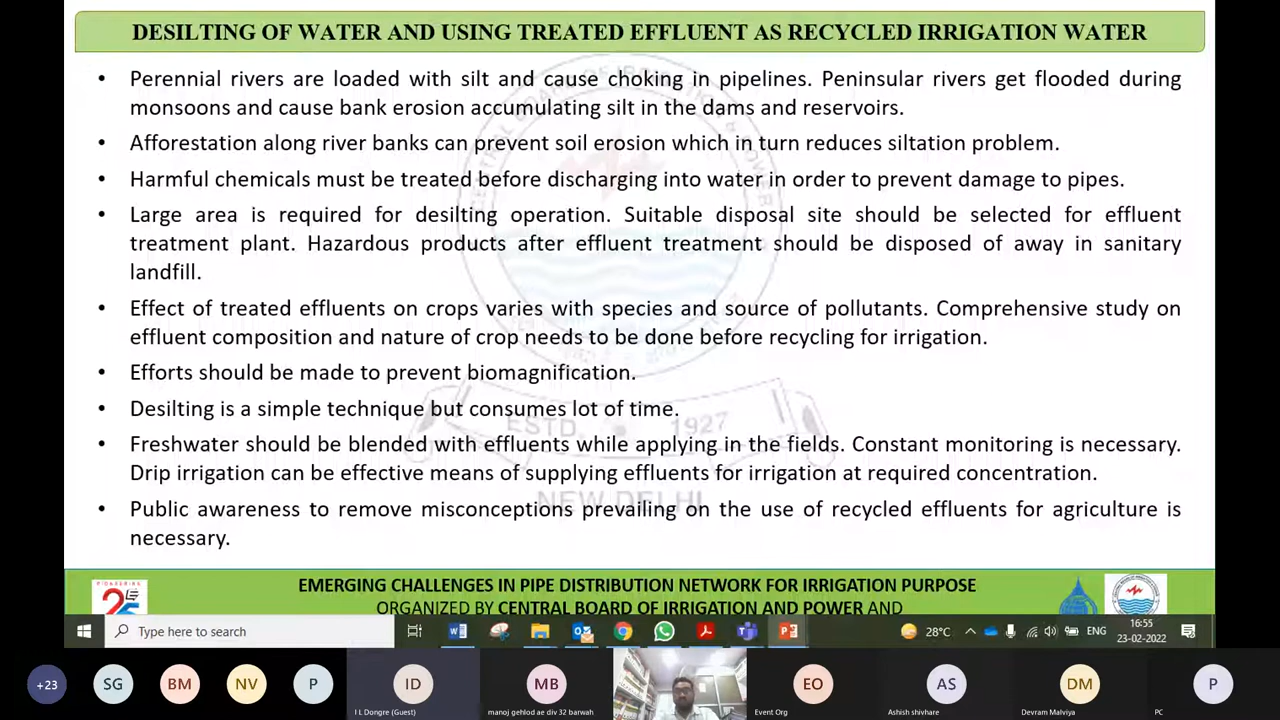 DESILTING OF WATER AND USING TREATED EFFLUENT AS RECYCLED IRRIGATION WATER
• Perennial rivers are loaded with silt and cause choking in pipelines. Peninsular rivers get flooded during
monsoons and cause bank erosion accumulating silt in the dams and reservoirs.
• Afforestation along river banks can prevent soil erosion which in turn reduces siltation problem.
• Harmful chemicals must be treated before discharging into water in order to prevent damage to pipes.
• Large area is required for desilting operation. Suitable disposal site should be selected for effluent
treatment plant. Hazardous products after effluent treatment should be disposed of away in sanitary
landfill.
• Effect of treated effluents on crops varies with species and source of pollutants. Comprehensive study on
effluent composition and nature of crop needs to be done before recycling for irrigation.
• Efforts should be made to prevent biomagnification.
• Desilting is a simple technique but consumes lot of time.
ESTD. 1927
• Freshwater should be blended with effluents while applying in the fields. Constant monitoring is necessary.
Drip irrigation can be effective means of supplying effluents for irrigation at required concentration.
NEW DELHI
• Public awareness to remove misconceptions prevailing on the use of recycled effluents for agriculture is
necessary.
EMERGING CHALLENGES IN PIPE DISTRIBUTION NETWORK FOR IRRIGATION PURPOSE
ORGANIZED BY CENTRAL BOARD OF IRRIGATION AND POWER AND
Type here to search
28°C
ENG
16:55
23-02-2022
+23
SG
BM
NV
P
ID
MB
EO
AS
DM
P
I L Dongre (Guest)
manoj gehlod ae div 32 barwah
Event Org
Ashish shivhare
Devram Malviya
PC